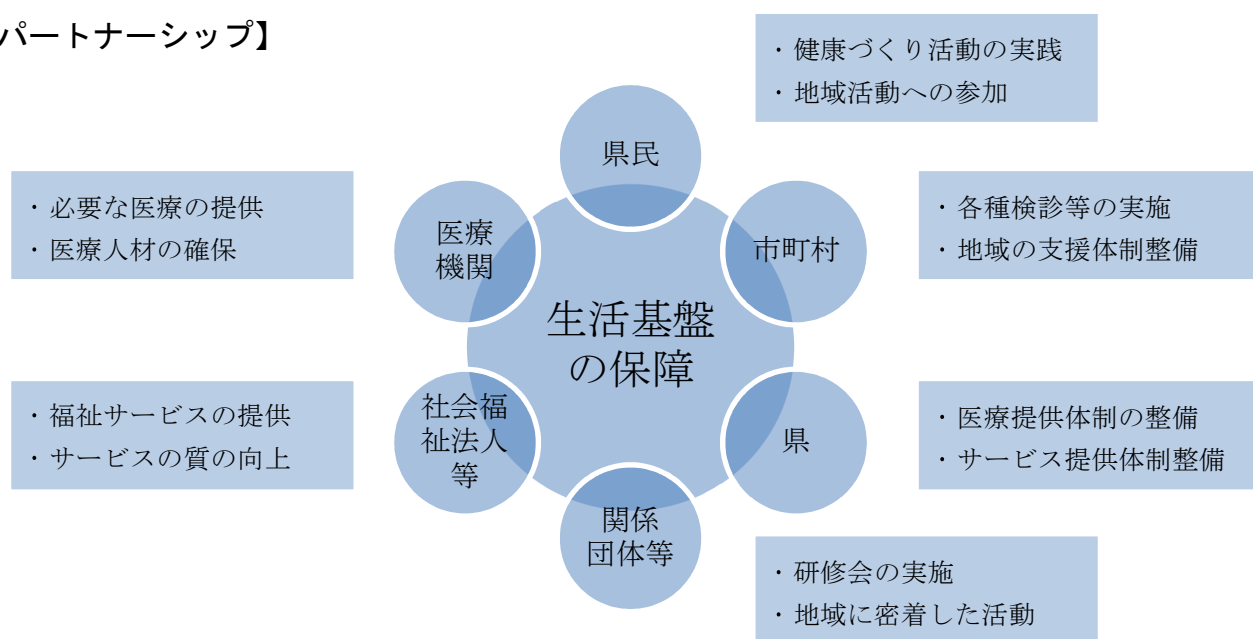 パートナーシップ】
・健康づくり活動の実践
・地域活動への参加
県民
・必要な医療の提供
・医療人材の確保
医療
機関
市町村
・各種検診等の実施
・地域の支援体制整備
生活基盤
の保障
・福祉サービスの提供
・サービスの質の向上
社会福
祉法人
等
県
・医療提供体制の整備
・サービス提供体制整備
関係
団体等
・研修会の実施
・地域に密着した活動